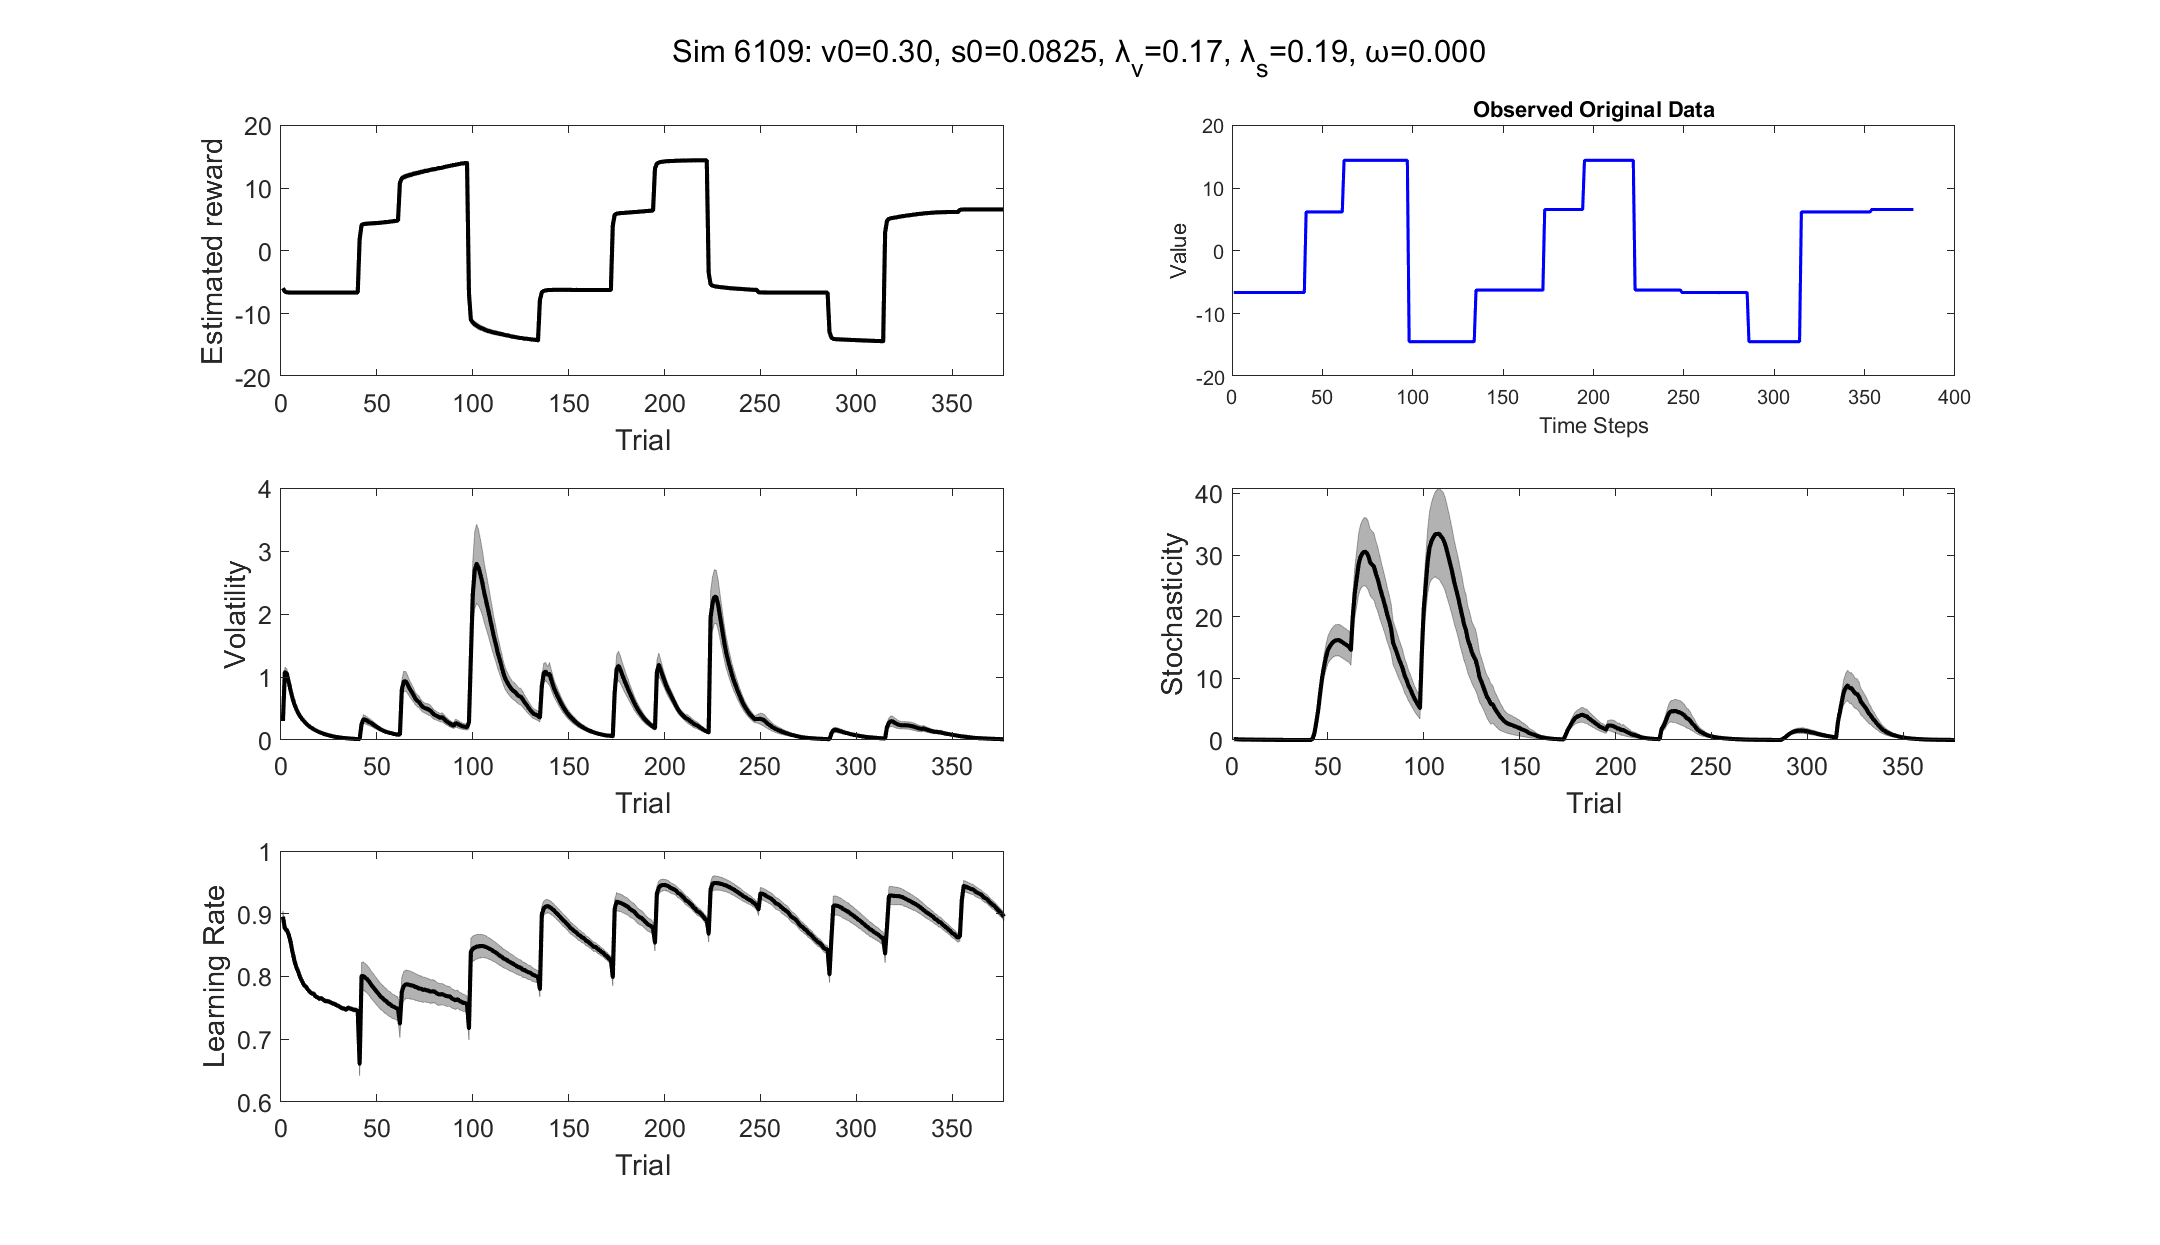 Sim 6109: v0=0.30, s0=0.0825, λv=0.17, λs=0.19, ω=0.000
Estimated reward
20
10
0
-10
-20
0 50 100 150 200 250 300 350
Trial
Observed Original Data
Value
20
10
0
-10
-20
0 50 100 150 200 250 300 350 400
Time Steps
Volatility
4
3
2
1
0
0 50 100 150 200 250 300 350
Trial
Stochasticity
40
30
20
10
0
0 50 100 150 200 250 300 350
Trial
Learning Rate
1
0.9
0.8
0.7
0.6
0 50 100 150 200 250 300 350
Trial